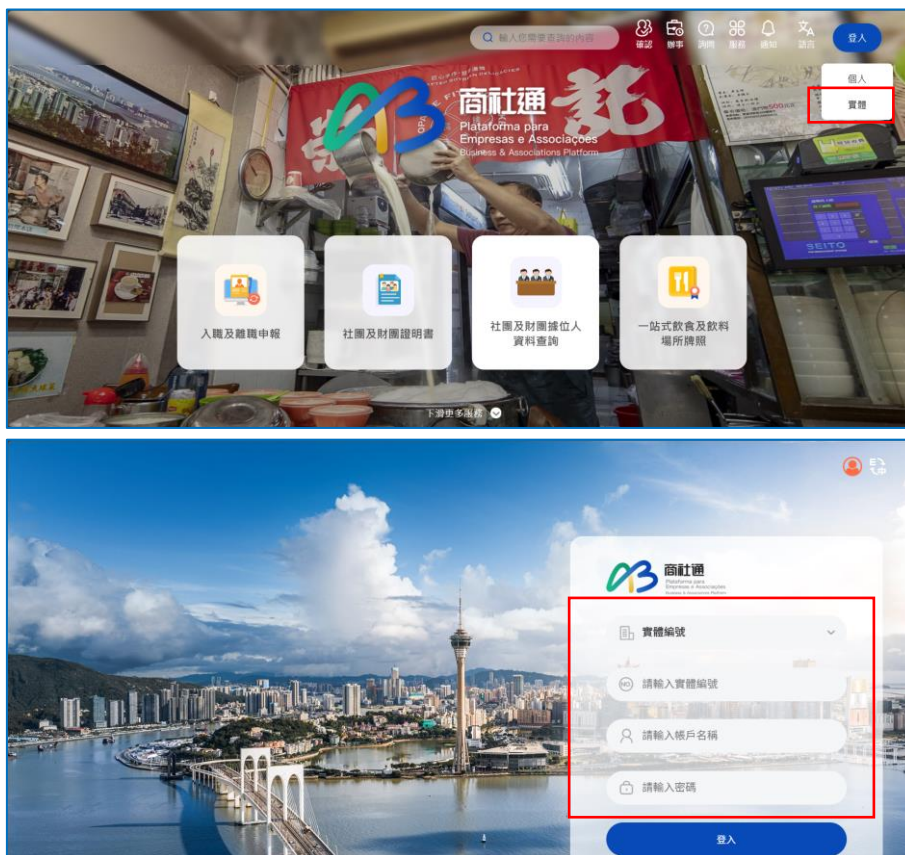 輸入您需要查詢的內容
確認
辦事
詢問
服務
通知
語言
登入
個人
實體
商社通
Plataforma para
Empresas e Associações
Business & Associations Platform
SEITO
入職及離職申報
社團及財團證明書
社團及財團據位人
資料查詢
一站式飲食及飲料
場所牌照
下滑更多服務
商社通
Plataforma para
Empresas e Associações
Business & Associations Platform
實體編號
NO
請輸入實體編號
請輸入帳戶名稱
請輸入密碼
登入